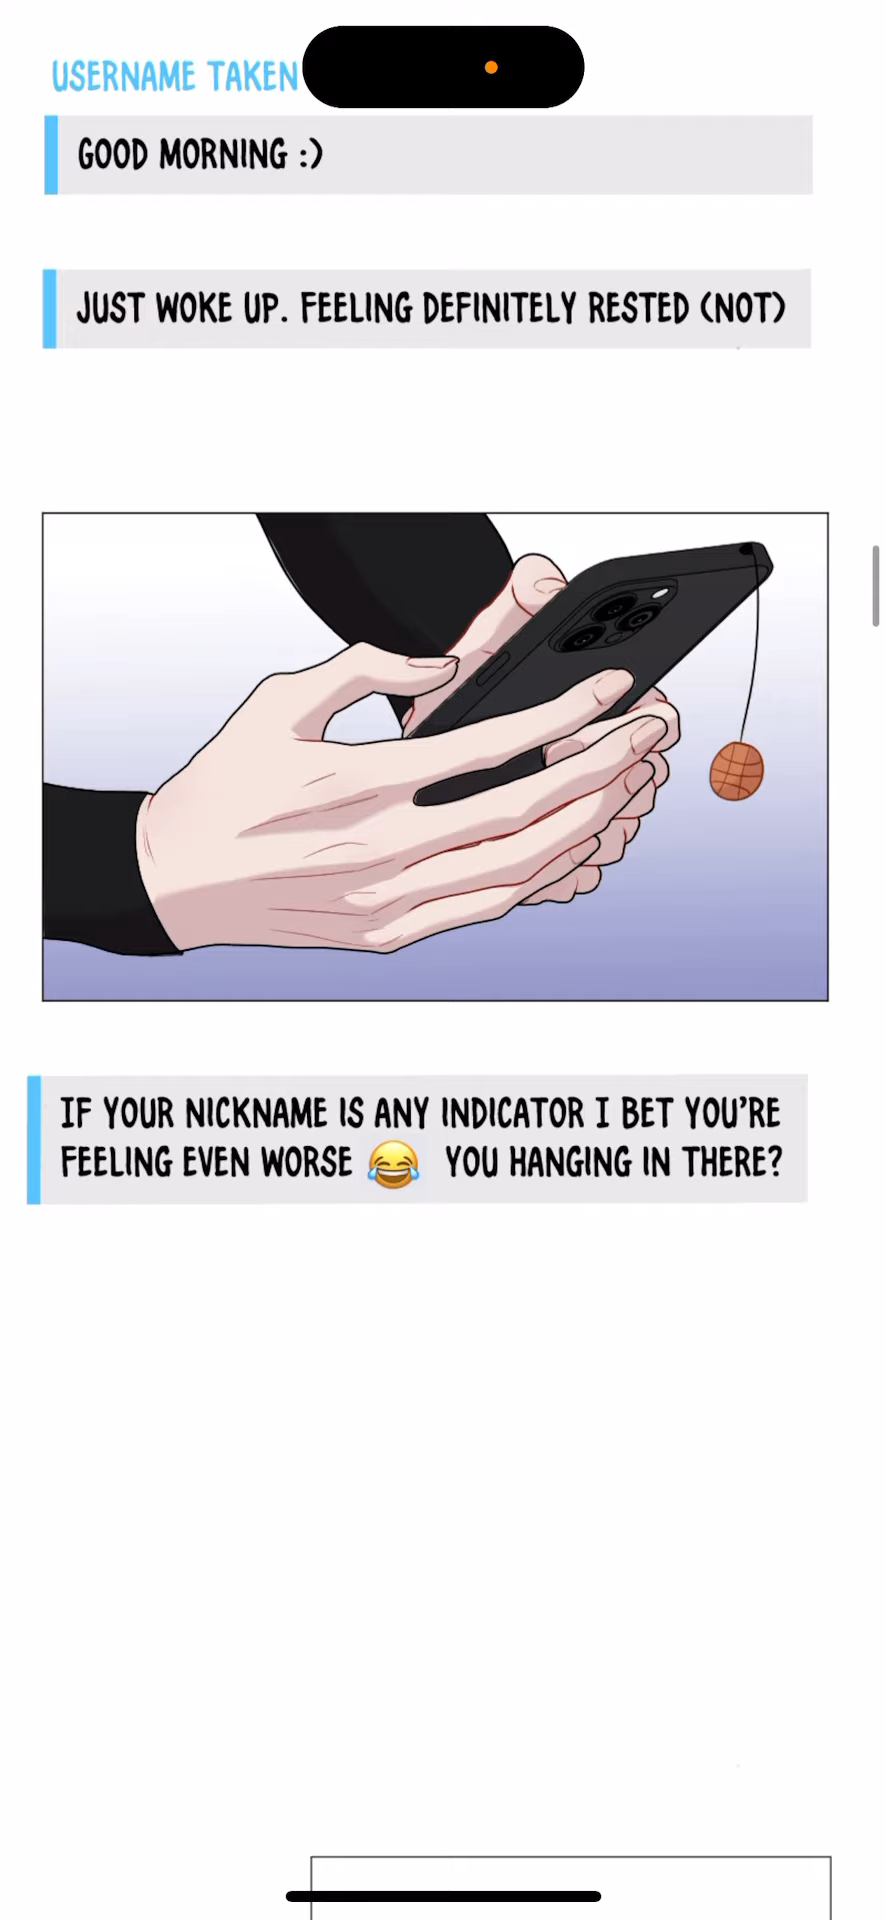 USERNAME TAKEN
GOOD MORNING :)
JUST WOKE UP. FEELING DEFINITELY RESTED (NOT)
IF YOUR NICKNAME IS ANY INDICATOR I BET YOU'RE
FEELING EVEN WORSE 😂 YOU HANGING IN THERE?